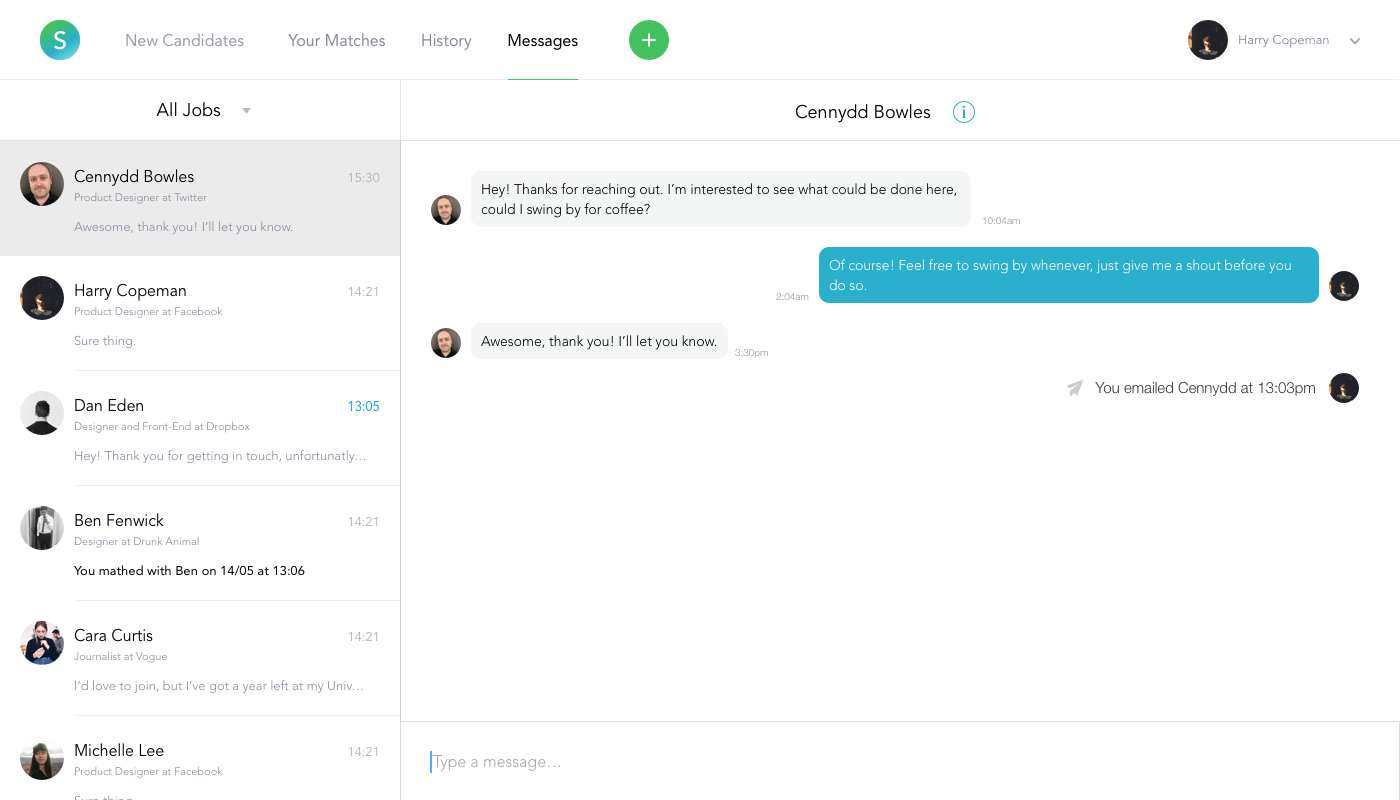 S
New Candidates
Your Matches
History
Messages
Harry Copeman
All Jobs
Cennydd Bowles
15:30
Product Designer at Twitter
Awesome, thank you! I’ll let you know.
Harry Copeman
14:21
Product Designer at Facebook
Sure thing.
Dan Eden
13:05
Designer and Front-End at Dropbox
Hey! Thank you for getting in touch, unfortunatly…
Ben Fenwick
14:21
Designer at Drunk Animal
You mathed with Ben on 14/05 at 13:06
Cara Curtis
14:21
Journalist at Vogue
I’d love to join, but I’ve got a year left at my Univ…
Michelle Lee
14:21
Product Designer at Facebook
Sure thing.
Cennydd Bowles
i
Hey! Thanks for reaching out. I’m interested to see what could be done here,
could I swing by for coffee?
10:04am
Of course! Feel free to swing by whenever, just give me a shout before you
do so.
2:04am
Awesome, thank you! I’ll let you know.
3:30pm
You emailed Cennydd at 13:03pm
Type a message…